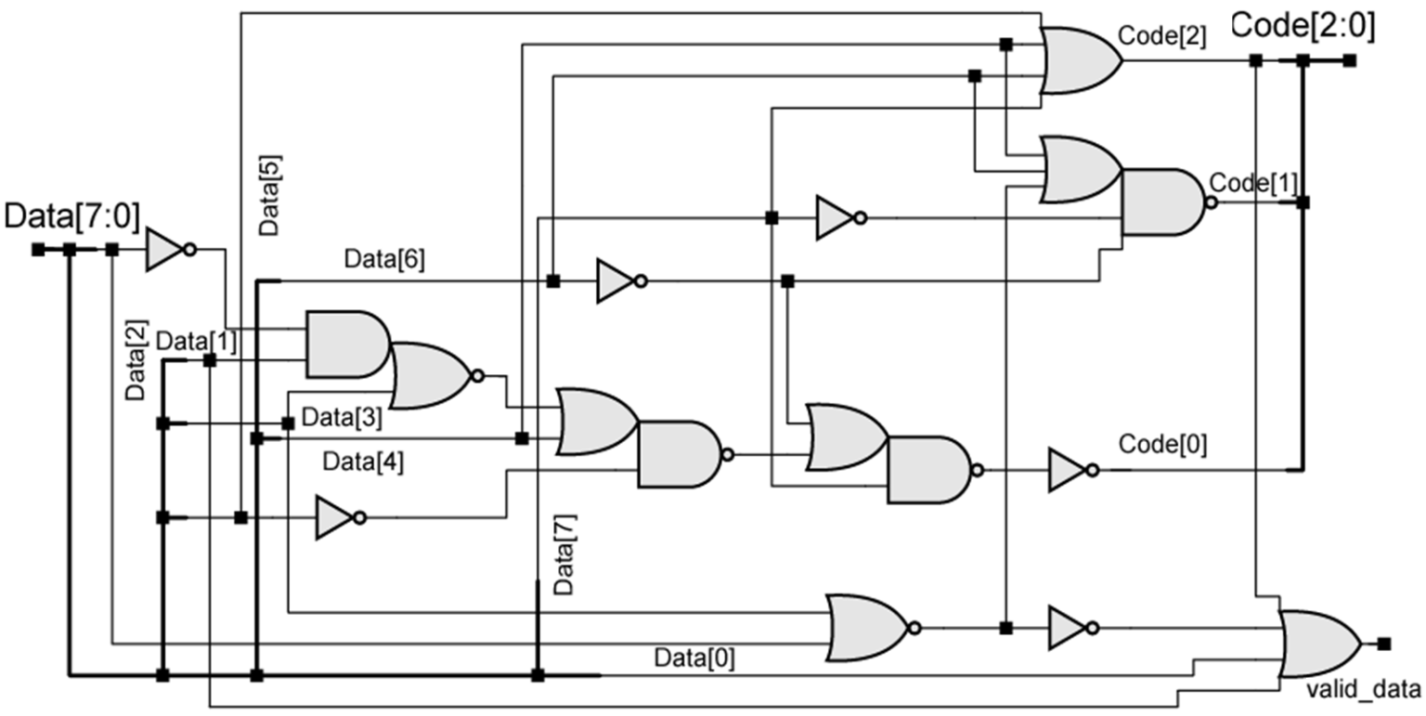 Code[2:0]
Code[2]
Data[5]
Code[1]
Data[7:0]
Data[6]
Data[2]
Data[1]
Data[3]
Code[0]
Data[4]
Data[7]
Data[0]
valid_data